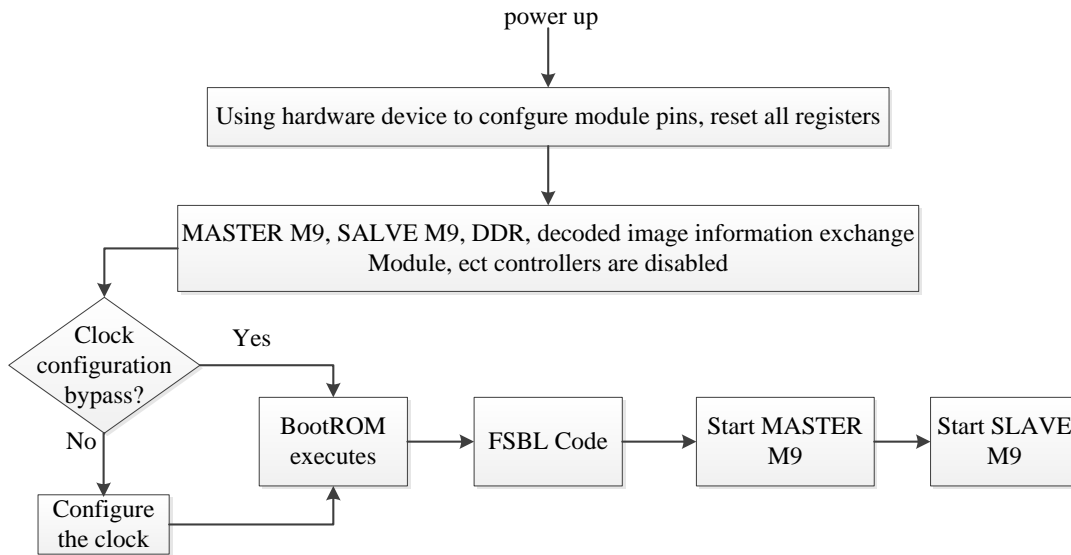 power up
Using hardware device to confgure module pins, reset all registers
MASTER M9, SALVE M9, DDR, decoded image information exchange
Module, ect controllers are disabled
Clock
configuration
bypass?
Yes
No
BootROM
executes
FSBL Code
Start MASTER
M9
Start SLAVE
M9
Configure
the clock